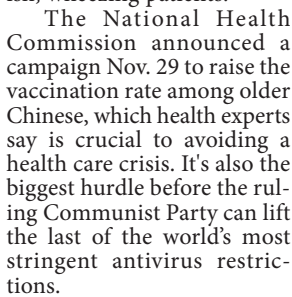 The National Health
Commission announced a
campaign Nov. 29 to raise the
vaccination rate among older
Chinese, which health experts
say is crucial to avoiding a
health care crisis. It's also the
biggest hurdle before the rul-
ing Communist Party can lift
the last of the world’s most
stringent antivirus restric-
tions.